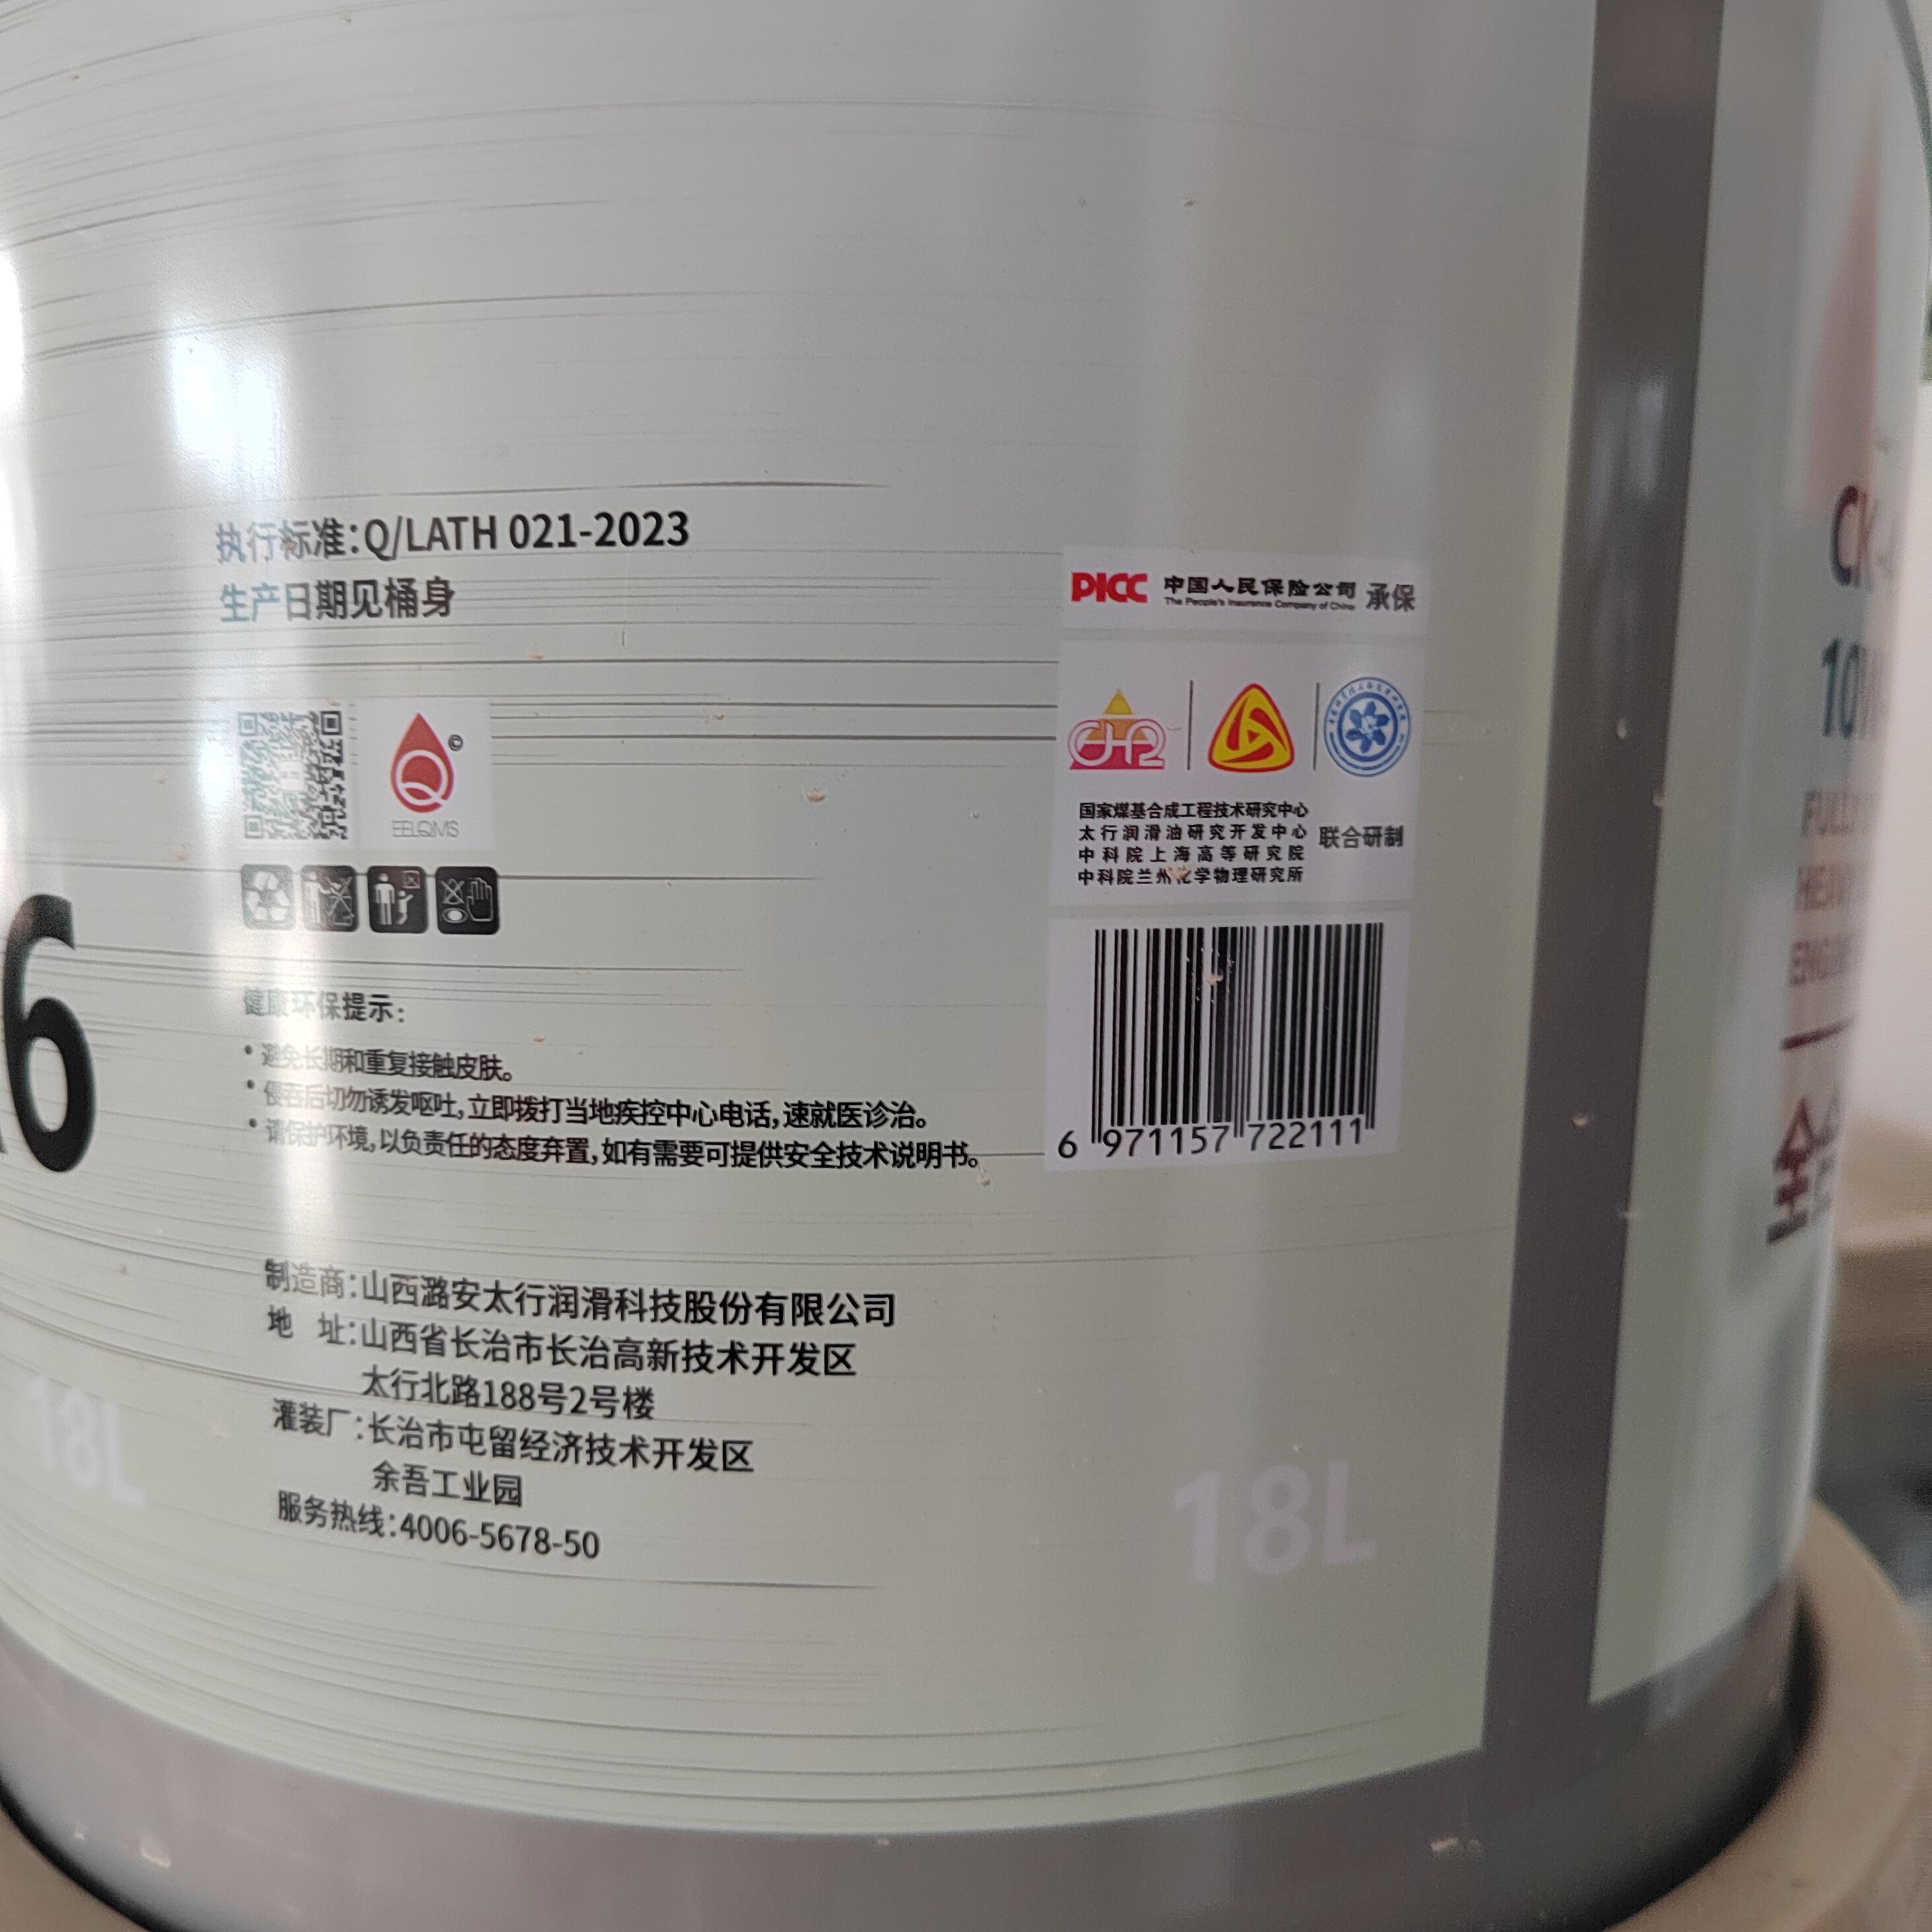 执行标准：Q/LATH 021-2023
生产日期见桶身
©
EELQMS
6
健康环保提示：
• 避免长期和重复接触皮肤。
• 侵吞后切勿诱发呕吐，立即拨打当地疾控中心电话，速就医诊治。
• 请保护环境，以负责任的态度弃置，如有需要可提供安全技术说明书。
制造商：山西潞安太行润滑科技股份有限公司
地 址：山西省长治市长治高新技术开发区
太行北路188号2号楼
灌装厂：长治市屯留经济技术开发区
余吾工业园
服务热线：4006-5678-50
18L
PICC 中国人民保险公司 承保
The People's Insurance Company of China
国家煤基合成工程技术研究中心
太行润滑油研究开发中心
中科院上海高等研究院
中科院兰州化学物理研究所
联合研制
6 971157 722111
18L
全